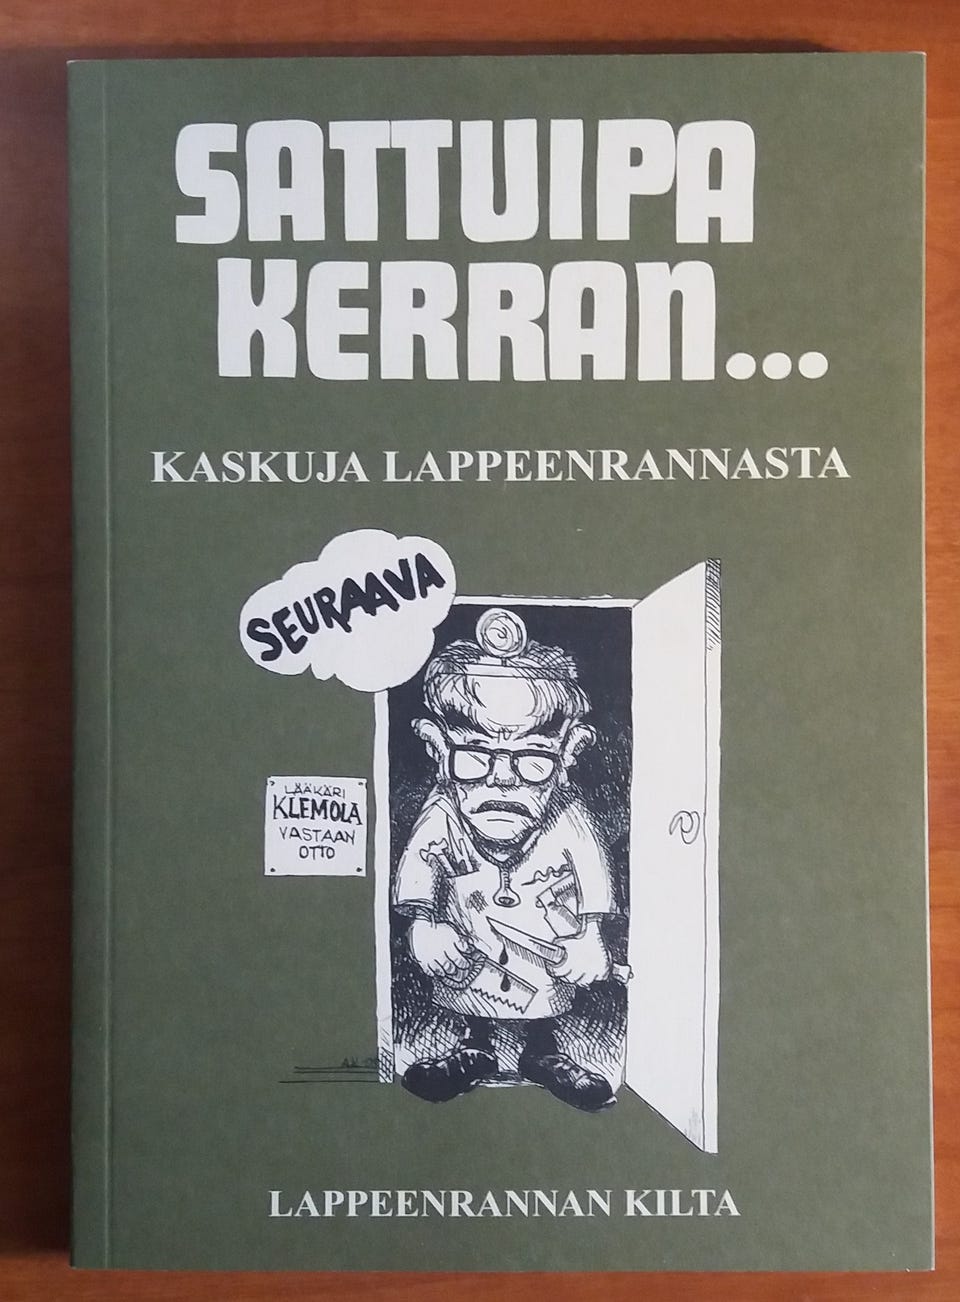 SATTUIPA
KERRAN...
KASKUJA LAPPEENRANNASTA
SEURAAVA
LÄÄKÄRI
KLEMOLA
VASTAAN
OTTO
LAPPEENRANNAN KILTA